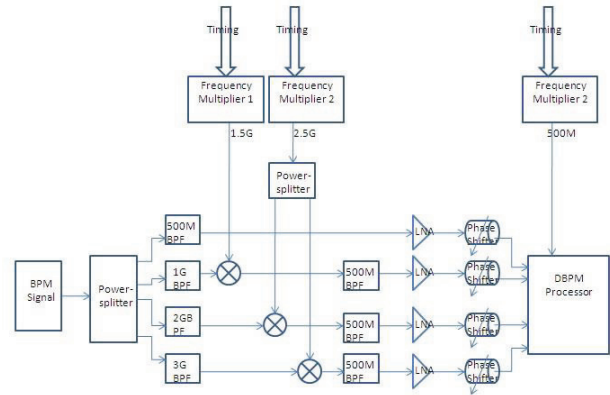 Timing
Timing
Timing
Frequency
Multiplier 1
Frequency
Multiplier 2
Frequency
Multiplier 2
1.5G
2.5G
500M
Power-
splitter
500M
BPF
LNA
Phase
Shifter
BPM
Signal
Power-
splitter
1G
BPF
500M
BPF
LNA
Phase
Shifter
DBPM
Processor
2GB
PF
500M
BPF
LNA
Phase
Shifter
3G
BPF
500M
BPF
LNA
Phase
Shifter